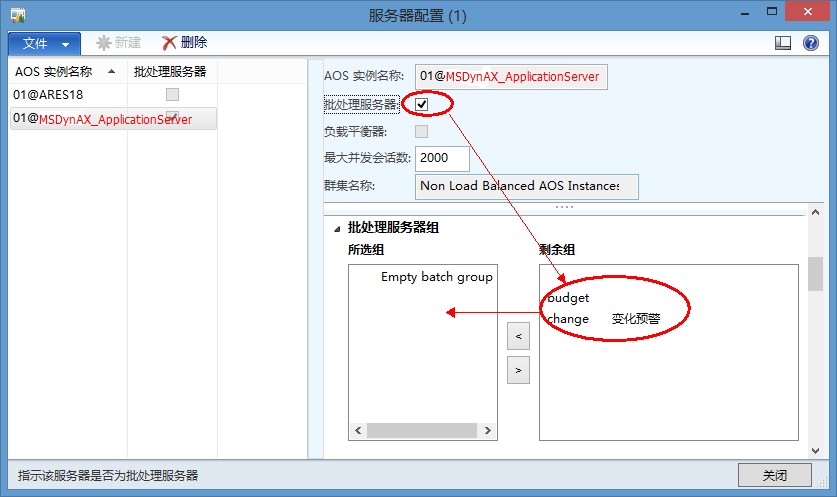 服务器配置 (1)
文件 新建 删除
AOS 实例名称 批处理服务器
01@ARES18
01@MSDynAX_ApplicationServer
AOS 实例名称: 01@MSDynAX_ApplicationServer
批处理服务器:
负载平衡器:
最大并发会话数: 2000
群集名称: Non Load Balanced AOS Instances
批处理服务器组
所选组 剩余组
Empty batch group
budget
change 变化预警
<
>
指示该服务器是否为批处理服务器
关闭